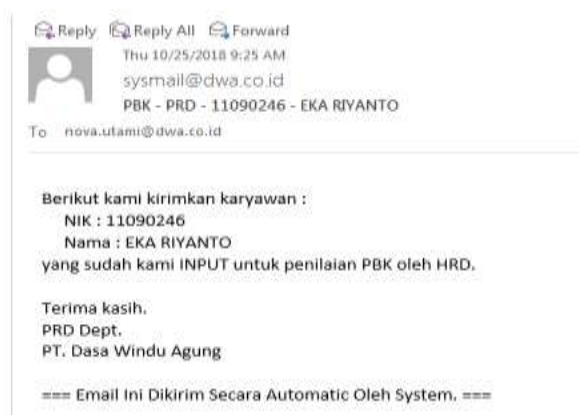 Reply Reply All Forward
Thu 10/25/2018 9:25 AM
sysmail@dwa.co.id
PBK - PRD - 11090246 - EKA RIYANTO
To nova.utami@dwa.co.id
Berikut kami kirimkan karyawan :
NIK : 11090246
Nama : EKA RIYANTO
yang sudah kami INPUT untuk penilaian PBK oleh HRD.
Terima kasih.
PRD Dept.
PT. Dasa Windu Agung
=== Email Ini Dikirim Secara Automatic Oleh System. ===